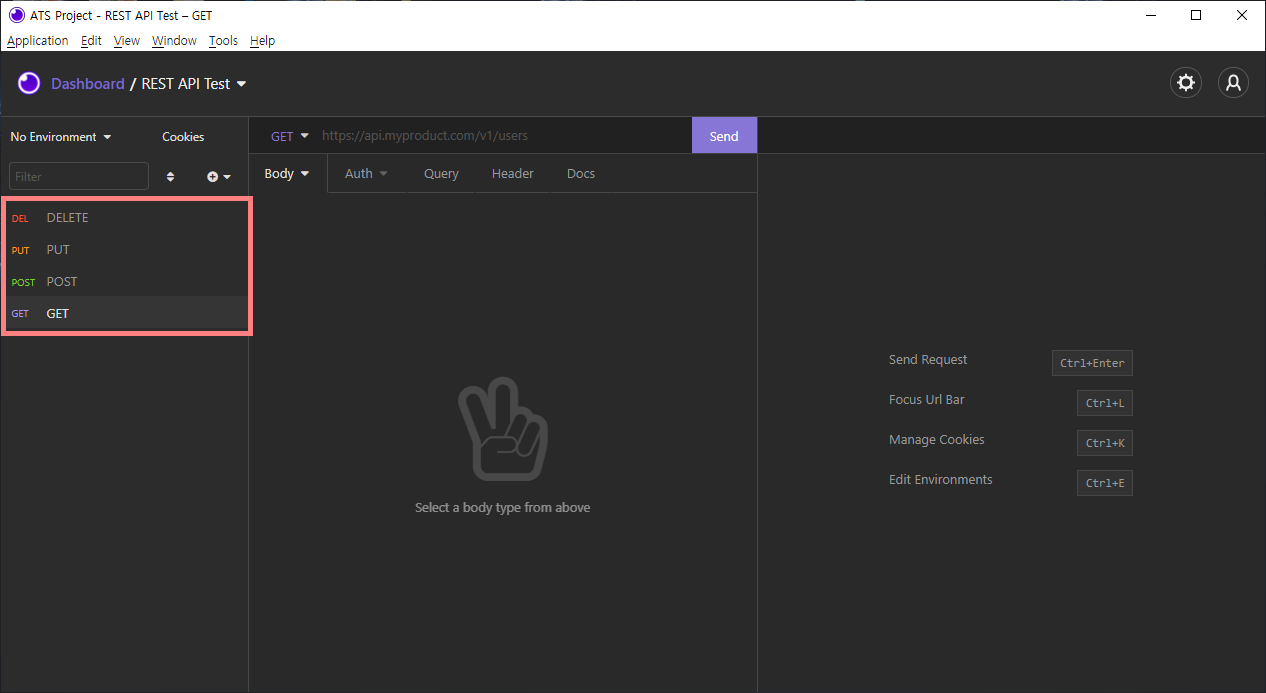 ATS Project - REST API Test – GET
Application Edit View Window Tools Help
Dashboard / REST API Test
No Environment Cookies
Filter
DEL DELETE
PUT PUT
POST POST
GET GET
GET https://api.myproduct.com/v1/users Send
Body Auth Query Header Docs
Select a body type from above
Send Request Ctrl+Enter
Focus Url Bar Ctrl+L
Manage Cookies Ctrl+K
Edit Environments Ctrl+E